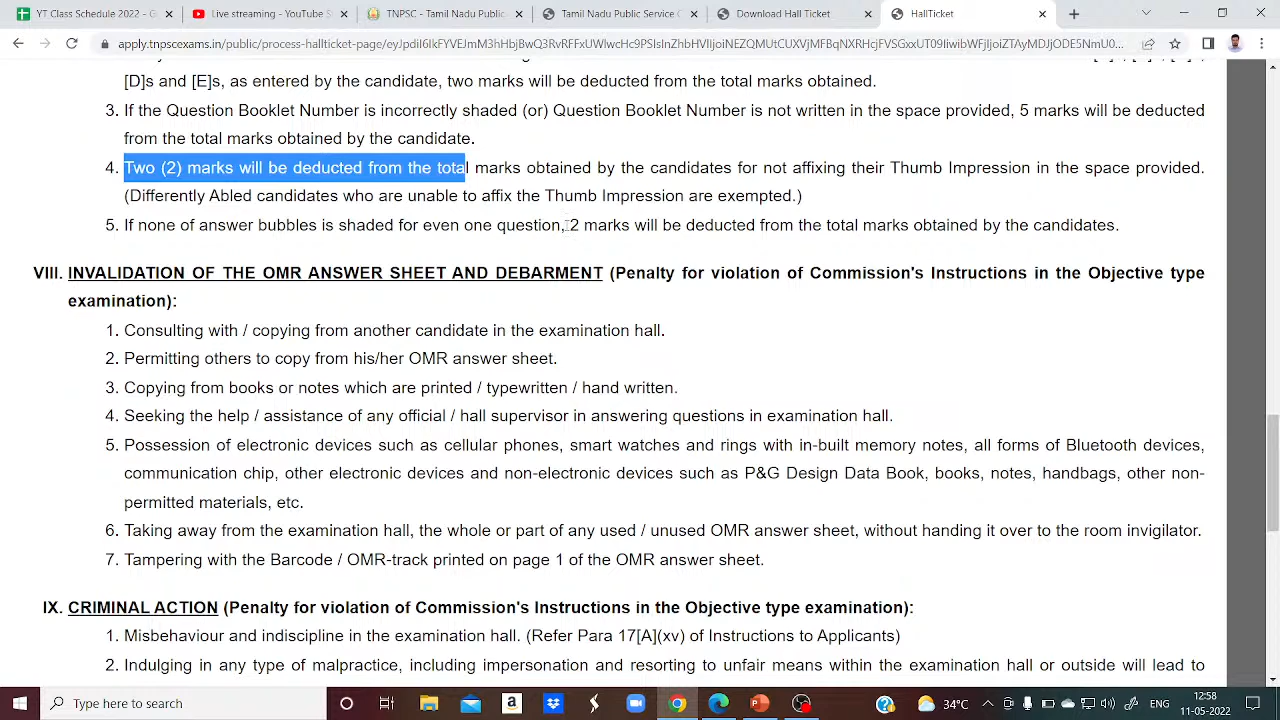 YT Class Schedule 2022 - G
Live streaming - YouTube S
TNPSC - Tamil Nadu Public
Tamil Nadu Public Service C
Download Hall Ticket
HallTicket
[D]s and [E]s, as entered by the candidate, two marks will be deducted from the total marks obtained.
3. If the Question Booklet Number is incorrectly shaded (or) Question Booklet Number is not written in the space provided, 5 marks will be deducted
from the total marks obtained by the candidate.
4. Two (2) marks will be deducted from the total marks obtained by the candidates for not affixing their Thumb Impression in the space provided.
(Differently Abled candidates who are unable to affix the Thumb Impression are exempted.)
5. If none of answer bubbles is shaded for even one question, 2 marks will be deducted from the total marks obtained by the candidates.
VIII. INVALIDATION OF THE OMR ANSWER SHEET AND DEBARMENT (Penalty for violation of Commission's Instructions in the Objective type
examination):
1. Consulting with / copying from another candidate in the examination hall.
2. Permitting others to copy from his/her OMR answer sheet.
3. Copying from books or notes which are printed / typewritten / hand written.
4. Seeking the help / assistance of any official / hall supervisor in answering questions in examination hall.
5. Possession of electronic devices such as cellular phones, smart watches and rings with in-built memory notes, all forms of Bluetooth devices,
communication chip, other electronic devices and non-electronic devices such as P&G Design Data Book, books, notes, handbags, other non-
permitted materials, etc.
6. Taking away from the examination hall, the whole or part of any used / unused OMR answer sheet, without handing it over to the room invigilator.
7. Tampering with the Barcode / OMR-track printed on page 1 of the OMR answer sheet.
IX. CRIMINAL ACTION (Penalty for violation of Commission's Instructions in the Objective type examination):
1. Misbehaviour and indiscipline in the examination hall. (Refer Para 17[A](xv) of Instructions to Applicants)
2. Indulging in any type of malpractice, including impersonation and resorting to unfair means within the examination hall or outside will lead to
Type here to search
34°C
ENG
12:58
11-05-2022